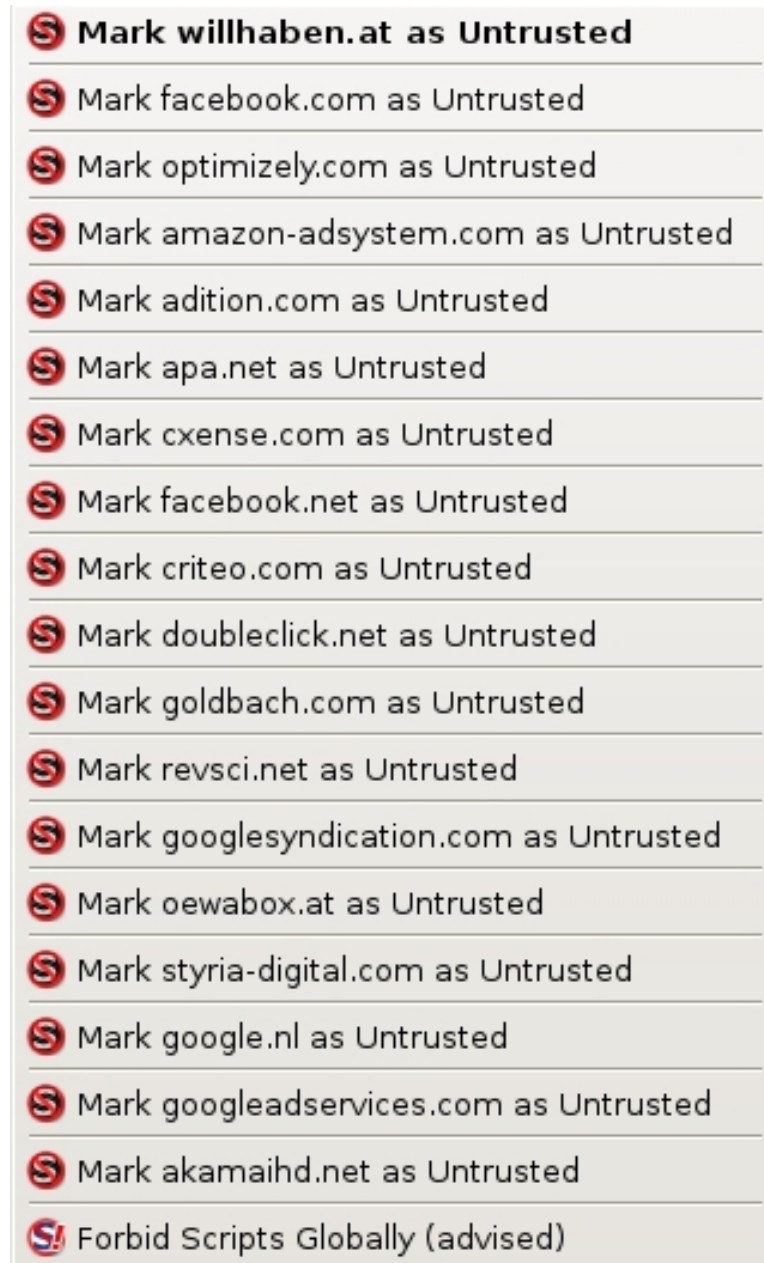 Mark willhaben.at as Untrusted
Mark facebook.com as Untrusted
Mark optimizely.com as Untrusted
Mark amazon-adsystem.com as Untrusted
Mark adition.com as Untrusted
Mark apa.net as Untrusted
Mark cxense.com as Untrusted
Mark facebook.net as Untrusted
Mark criteo.com as Untrusted
Mark doubleclick.net as Untrusted
Mark goldbach.com as Untrusted
Mark revsci.net as Untrusted
Mark googlesyndication.com as Untrusted
Mark oewabox.at as Untrusted
Mark styria-digital.com as Untrusted
Mark google.nl as Untrusted
Mark googleadservices.com as Untrusted
Mark akamaihd.net as Untrusted
Forbid Scripts Globally (advised)